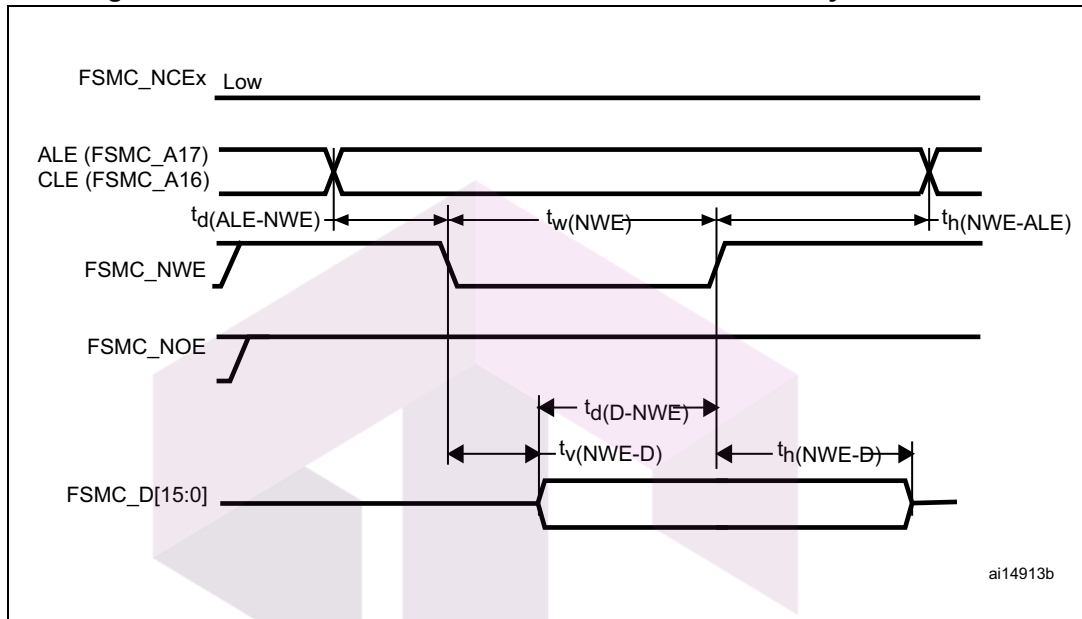 FSMC_NCEx Low
ALE (FSMC_A17)
CLE (FSMC_A16)
td(ALE-NWE) tw(NWE) th(NWE-ALE)
FSMC_NWE
FSMC_NOE
td(D-NWE)
tv(NWE-D) th(NWE-D)
FSMC_D[15:0]
ai14913b